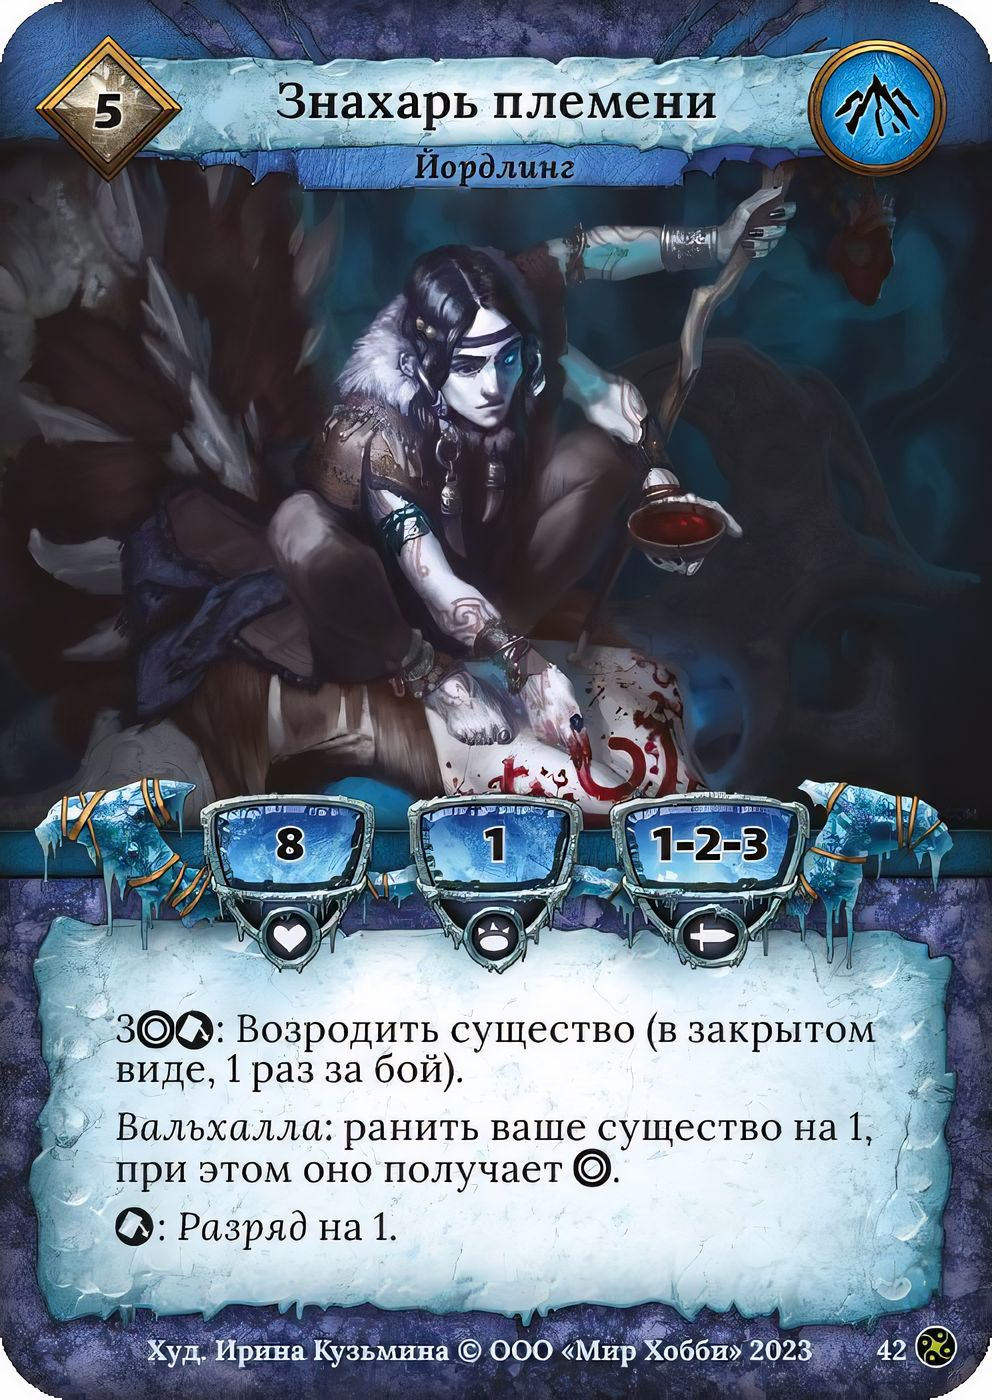 5
Знахарь племени
Йордлинг
8
1
1-2-3
3: Возродить существо (в закрытом
виде, 1 раз за бой).
Вальхалла: ранить ваше существо на 1,
при этом оно получает .
: Разряд на 1.
Худ. Ирина Кузьмина © ООО «Мир Хобби» 2023 42